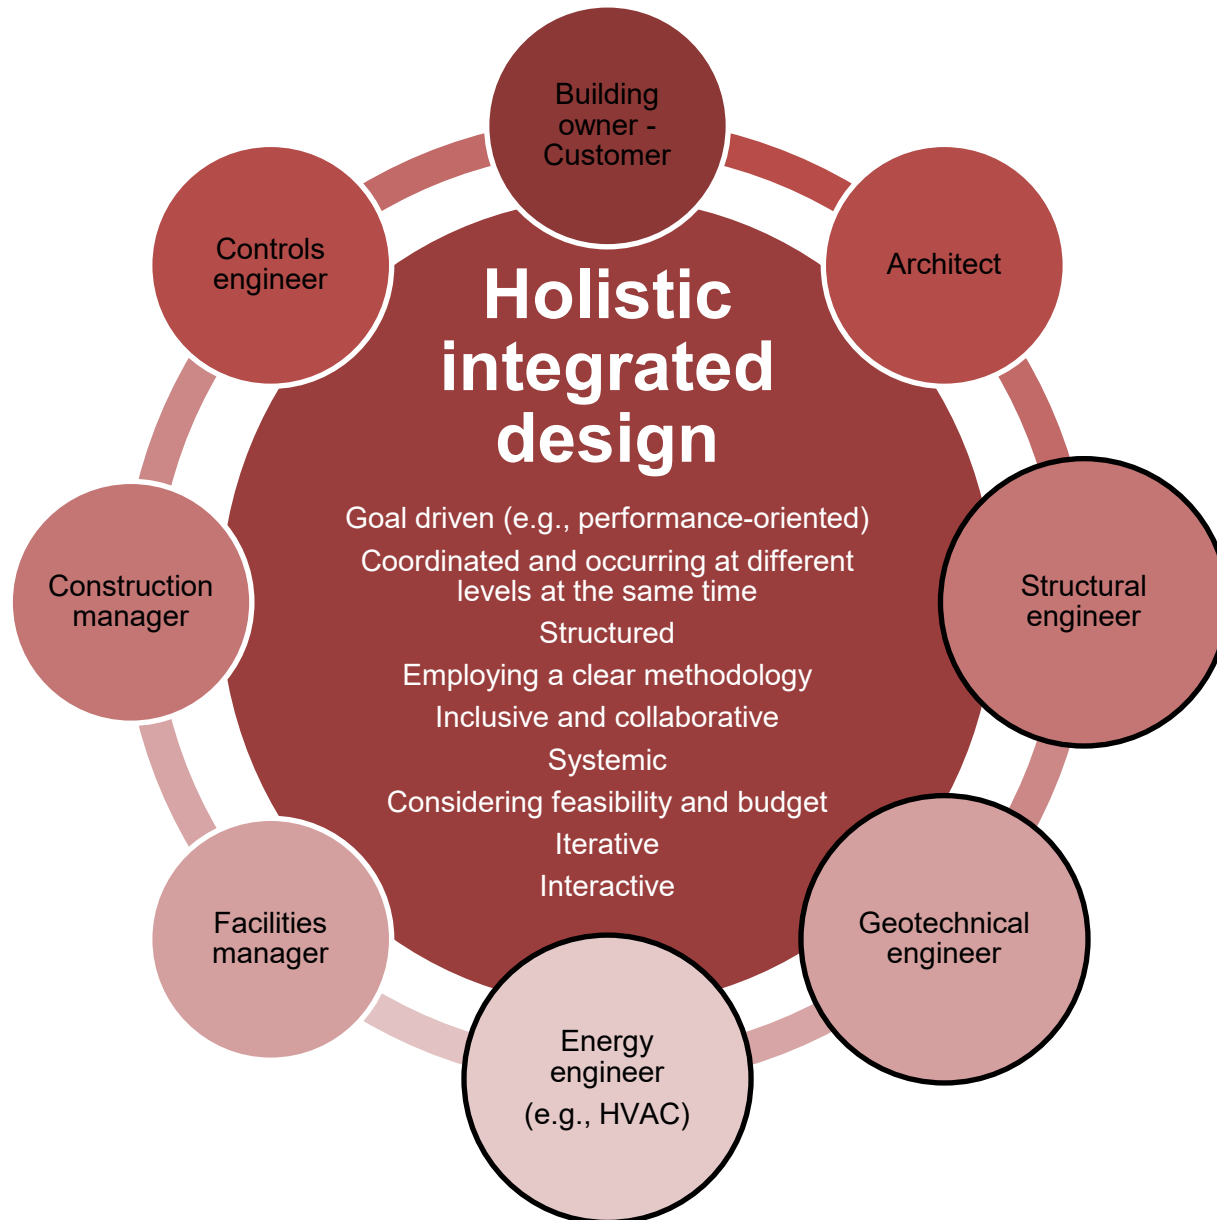 Building
owner -
Customer
Controls
engineer
Architect
Holistic
integrated
design
Goal driven (e.g., performance-oriented)
Coordinated and occurring at different
levels at the same time
Structured
Employing a clear methodology
Inclusive and collaborative
Systemic
Considering feasibility and budget
Iterative
Interactive
Construction
manager
Structural
engineer
Facilities
manager
Geotechnical
engineer
Energy
engineer
(e.g., HVAC)